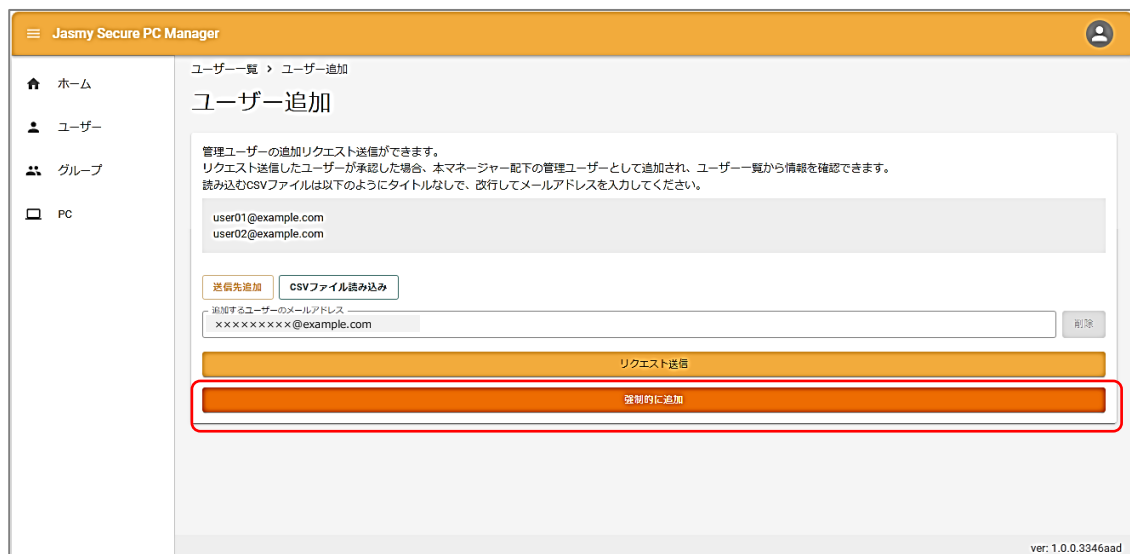 Jasmy Secure PC Manager
ホーム
ユーザー
グループ
PC
ユーザー一覧 > ユーザー追加
ユーザー追加
管理ユーザーの追加リクエスト送信ができます。
リクエスト送信したユーザーが承認した場合、本マネージャー配下の管理ユーザーとして追加され、ユーザー一覧から情報を確認できます。
読み込むCSVファイルは以下のようにタイトルなしで、改行してメールアドレスを入力してください。
user01@example.com
user02@example.com
送信先追加 CSVファイル読み込み
追加するユーザーのメールアドレス
×××××××××@example.com
削除
リクエスト送信
強制的に追加
ver: 1.0.0.3346aad